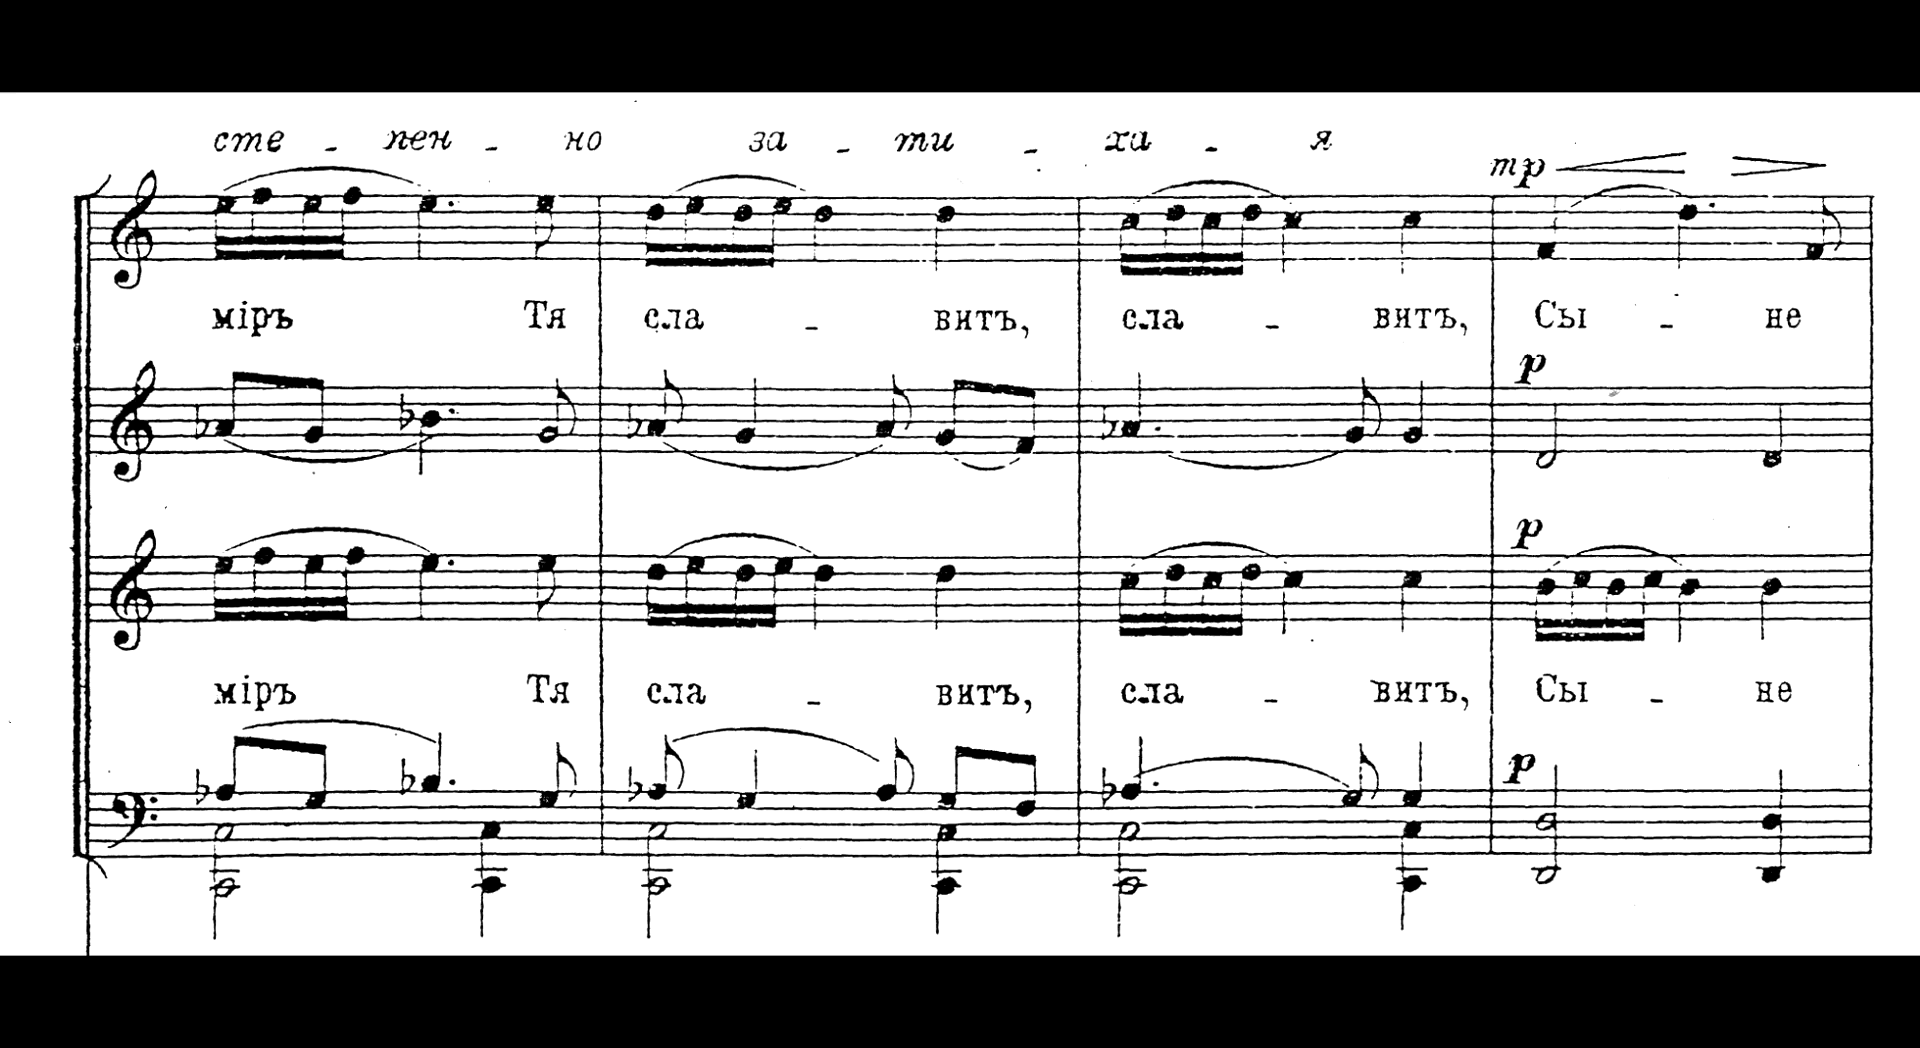 сте - пен - но за - ти - ха - я
mp
міръ Тя сла - витъ, сла - витъ, Сы - не
p
p
міръ Тя сла - витъ, сла - витъ, Сы - не
p